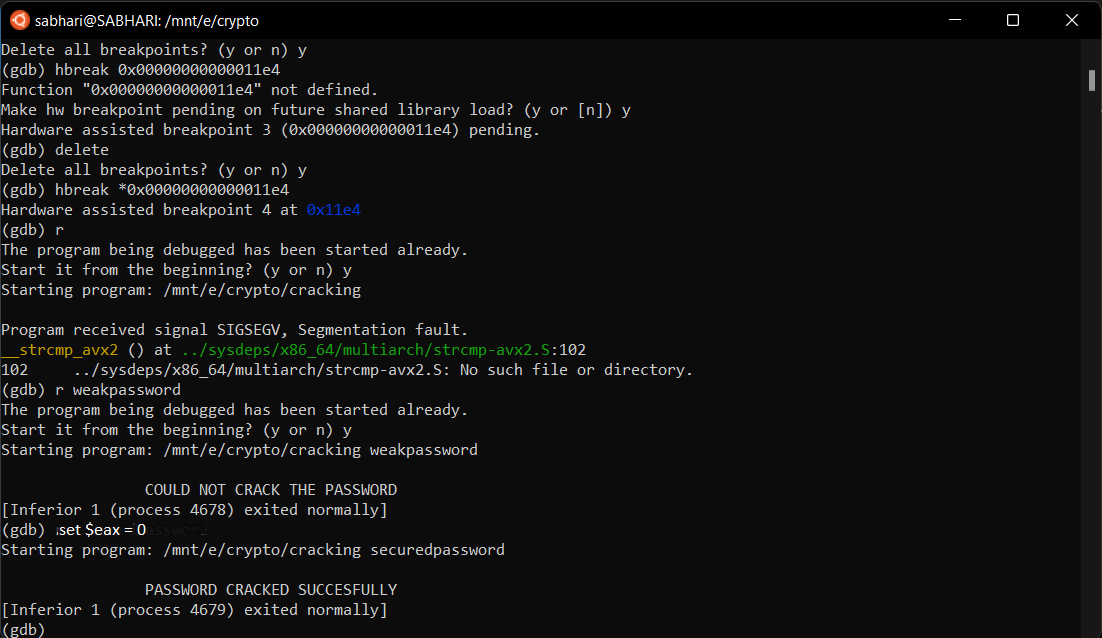 sabhari@SABHARI: /mnt/e/crypto
Delete all breakpoints? (y or n) y
(gdb) hbreak 0x00000000000011e4
Function "0x00000000000011e4" not defined.
Make hw breakpoint pending on future shared library load? (y or [n]) y
Hardware assisted breakpoint 3 (0x00000000000011e4) pending.
(gdb) delete
Delete all breakpoints? (y or n) y
(gdb) hbreak *0x00000000000011e4
Hardware assisted breakpoint 4 at 0x11e4
(gdb) r
The program being debugged has been started already.
Start it from the beginning? (y or n) y
Starting program: /mnt/e/crypto/cracking
Program received signal SIGSEGV, Segmentation fault.
__strcmp_avx2 () at ../sysdeps/x86_64/multiarch/strcmp-avx2.S:102
102     ../sysdeps/x86_64/multiarch/strcmp-avx2.S: No such file or directory.
(gdb) r weakpassword
The program being debugged has been started already.
Start it from the beginning? (y or n) y
Starting program: /mnt/e/crypto/cracking weakpassword
COULD NOT CRACK THE PASSWORD
[Inferior 1 (process 4678) exited normally]
(gdb) set $eax = 0
Starting program: /mnt/e/crypto/cracking securedpassword
PASSWORD CRACKED SUCCESFULLY
[Inferior 1 (process 4679) exited normally]
(gdb)